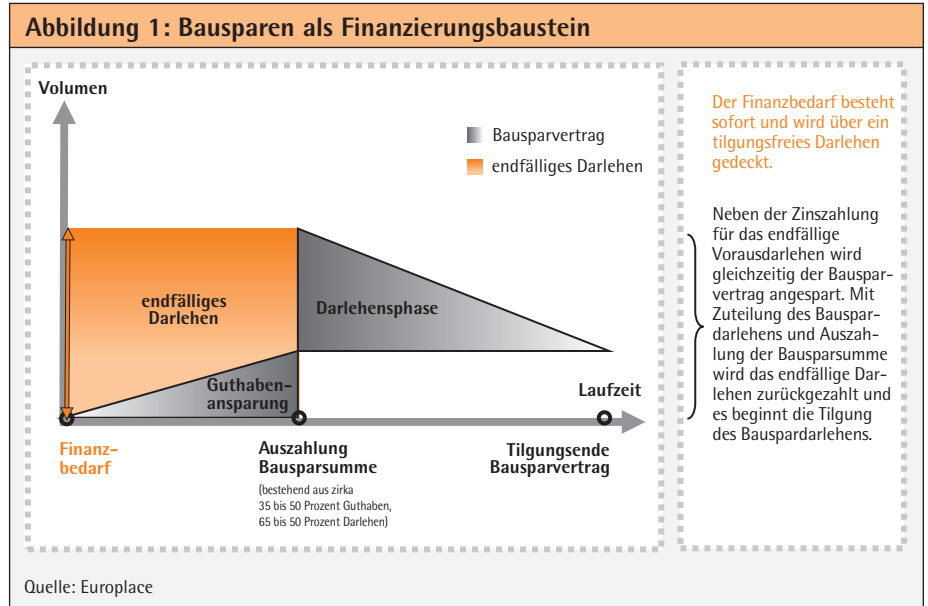 Abbildung 1: Bausparen als Finanzierungsbaustein
Volumen
Bausparvertrag
endfälliges Darlehen
endfälliges
Darlehen
Darlehensphase
Guthaben-
ansparung
Laufzeit
Finanz-
bedarf
Auszahlung
Bausparsumme
(bestehend aus zirka
35 bis 50 Prozent Guthaben,
65 bis 50 Prozent Darlehen)
Tilgungsende
Bausparvertrag
Der Finanzbedarf besteht
sofort und wird über ein
tilgungsfreies Darlehen
gedeckt.
Neben der Zinszahlung
für das endfällige
Vorausdarlehen wird
gleichzeitig der Bauspar-
vertrag angespart. Mit
Zuteilung des Bauspar-
darlehens und Auszah-
lung der Bausparsumme
wird das endfällige Dar-
lehen zurückgezahlt und
es beginnt die Tilgung
des Bauspardarlehens.
Quelle: Europlace